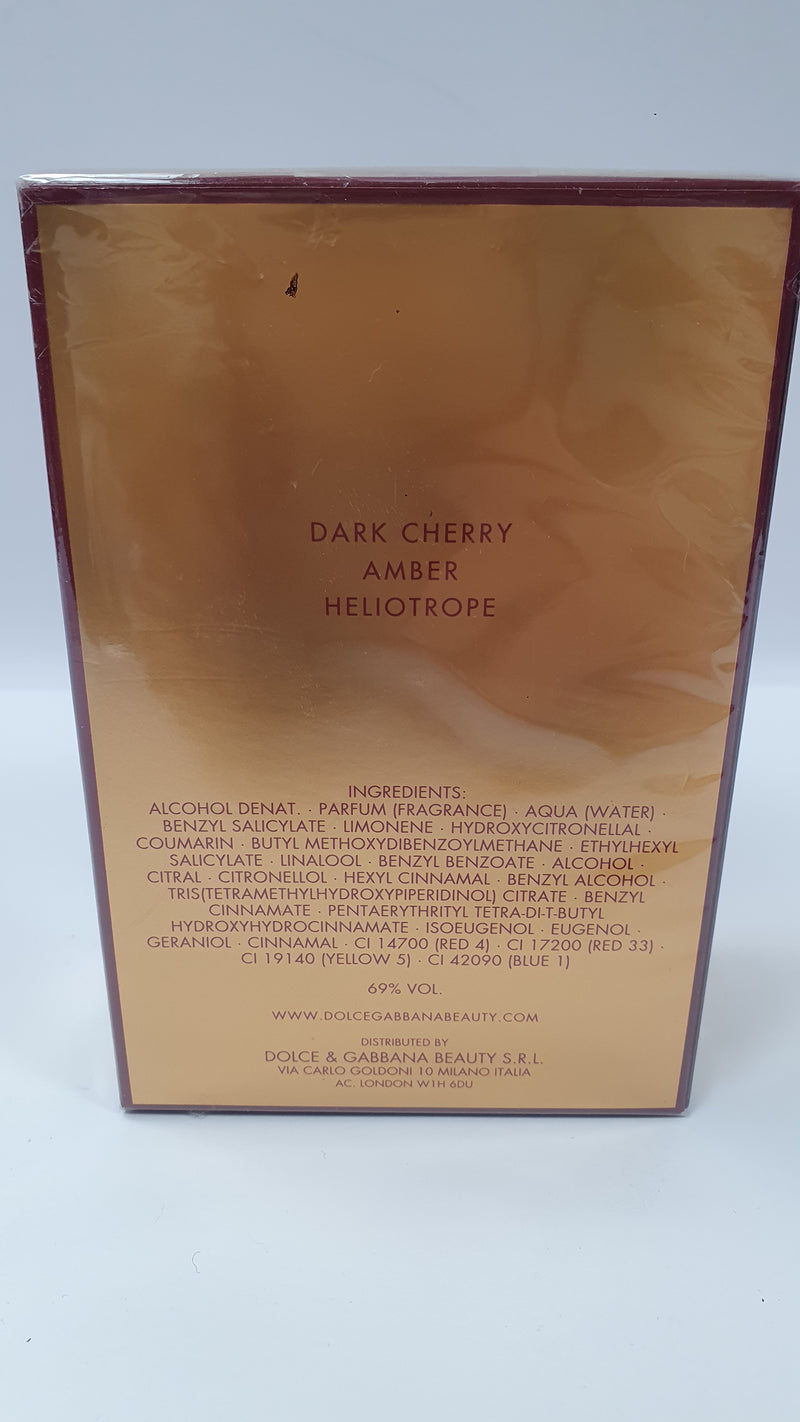 DARK CHERRY
AMBER
HELIOTROPE
INGREDIENTS:
ALCOHOL DENAT. · PARFUM (FRAGRANCE) · AQUA (WATER) ·
BENZYL SALICYLATE · LIMONENE · HYDROXYCITRONELLAL ·
COUMARIN · BUTYL METHOXYDIBENZOYLMETHANE · ETHYLHEXYL
SALICYLATE · LINALOOL · BENZYL BENZOATE · ALCOHOL ·
CITRAL · CITRONELLOL · HEXYL CINNAMAL · BENZYL ALCOHOL ·
TRIS(TETRAMETHYLHYDROXYPIPERIDINOL) CITRATE · BENZYL
CINNAMATE · PENTAERYTHRITYL TETRA-DI-T-BUTYL
HYDROXYHYDROCINNAMATE · ISOEUGENOL · EUGENOL ·
GERANIOL · CINNAMAL · CI 14700 (RED 4) · CI 17200 (RED 33) ·
CI 19140 (YELLOW 5) · CI 42090 (BLUE 1)
69% VOL.
WWW.DOLCEGABBANABEAUTY.COM
DISTRIBUTED BY
DOLCE & GABBANA BEAUTY S.R.L.
VIA CARLO GOLDONI 10 MILANO ITALIA
AC. LONDON W1H 6DU